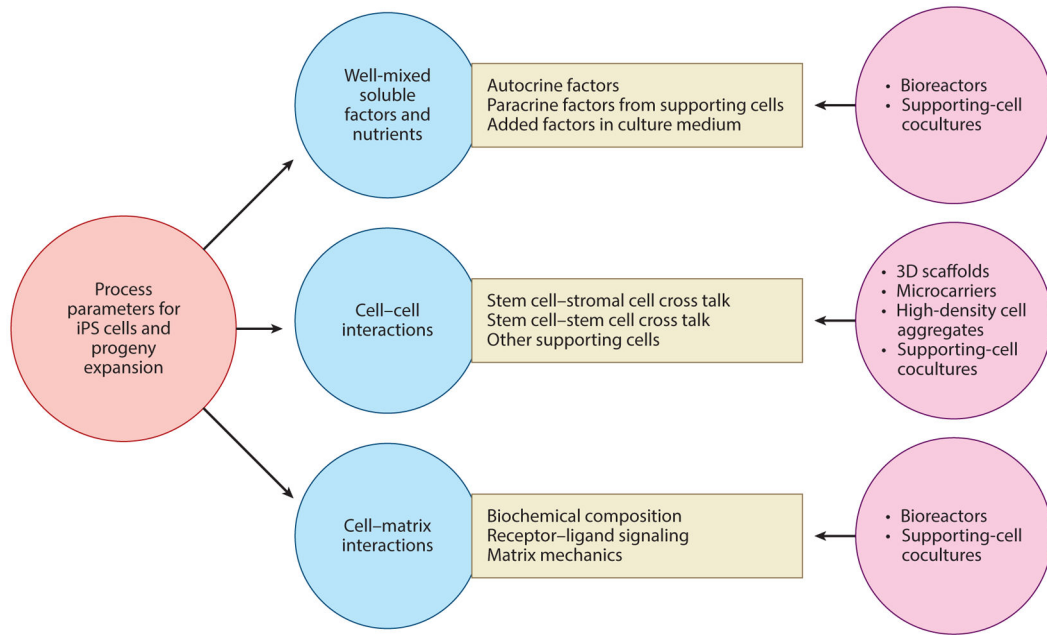 Process
parameters for
iPS cells and
progeny
expansion
Well-mixed
soluble
factors and
nutrients
Autocrine factors
Paracrine factors from supporting cells
Added factors in culture medium
• Bioreactors
• Supporting-cell
cocultures
Cell–cell
interactions
Stem cell–stromal cell cross talk
Stem cell–stem cell cross talk
Other supporting cells
• 3D scaffolds
• Microcarriers
• High-density cell
aggregates
• Supporting-cell
cocultures
Cell–matrix
interactions
Biochemical composition
Receptor–ligand signaling
Matrix mechanics
• Bioreactors
• Supporting-cell
cocultures